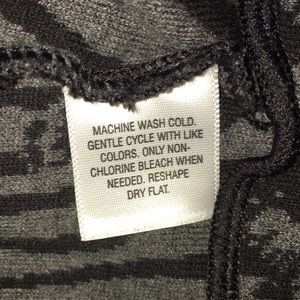 MACHINE WASH COLD.
GENTLE CYCLE WITH LIKE
COLORS. ONLY NON-
CHLORINE BLEACH WHEN
NEEDED. RESHAPE
DRY FLAT.